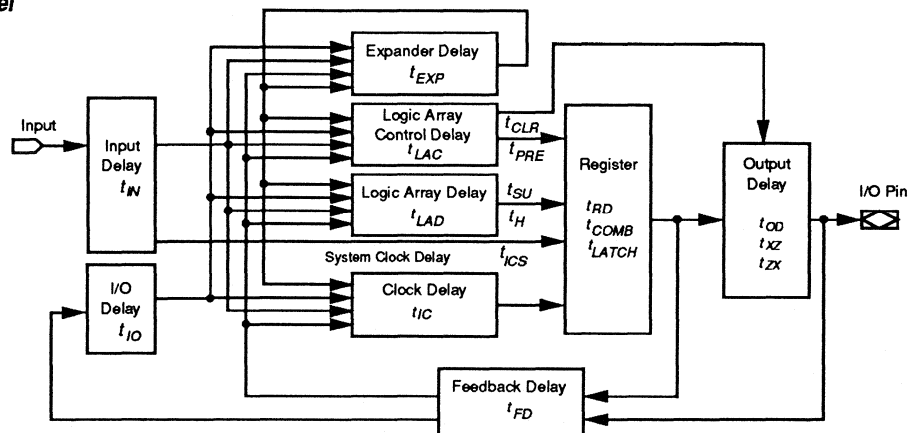 Expander Delay
tEXP
Input
Input
Delay
tIN
Logic Array
Control Delay
tLAC
tCLR
tPRE
Register
tRD
tCOMB
tLATCH
Output
Delay
tOD
tXZ
tZX
I/O Pin
Logic Array Delay
tLAD
tSU
tH
System Clock Delay
tICS
I/O
Delay
tIO
Clock Delay
tIC
Feedback Delay
tFD